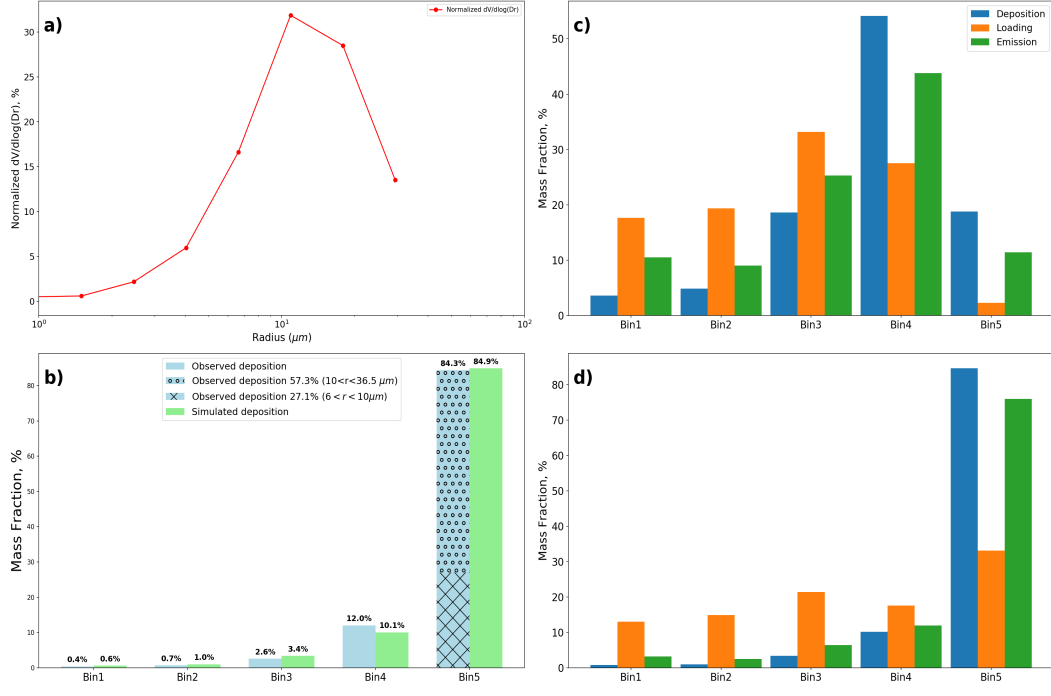 a)
Normalized dV/dlog(Dr)
Normalized dV/dlog(Dr), %
30
25
20
15
10
5
0
10⁰
10¹
10²
Radius (μm)
c)
Deposition
Loading
Emission
Mass Fraction, %
50
40
30
20
10
0
Bin1
Bin2
Bin3
Bin4
Bin5
b)
Observed deposition
Observed deposition 57.3% (10<r<36.5 μm)
Observed deposition 27.1% (6 < r < 10μm)
Simulated deposition
Mass Fraction, %
80
70
60
50
40
30
20
10
0
0.4%
0.6%
0.7%
1.0%
2.6%
3.4%
12.0%
10.1%
84.3%
84.9%
Bin1
Bin2
Bin3
Bin4
Bin5
d)
Mass Fraction, %
80
70
60
50
40
30
20
10
0
Bin1
Bin2
Bin3
Bin4
Bin5